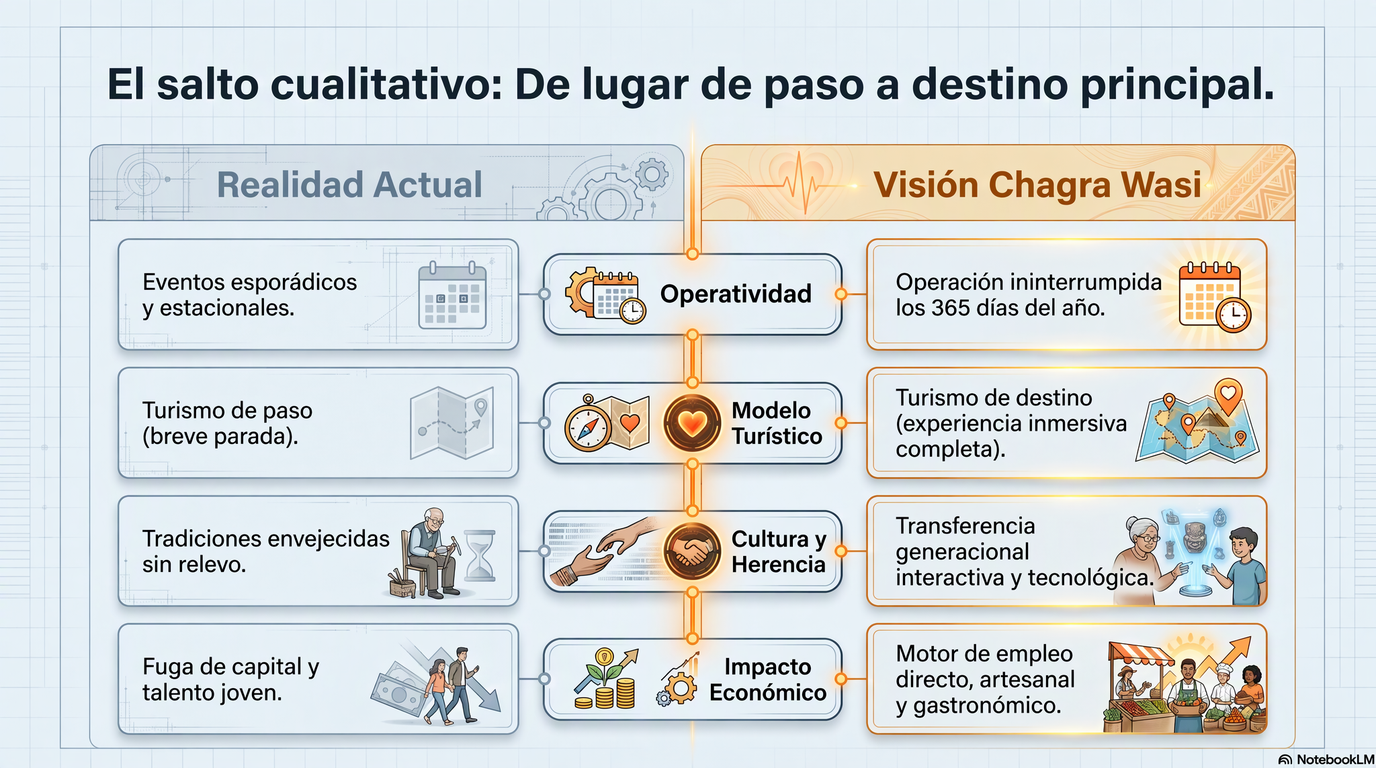 El salto cualitativo: De lugar de paso a destino principal.
Realidad Actual
Visión Chagra Wasi
Eventos esporádicos
y estacionales.
Operatividad
Operación ininterrumpida
los 365 días del año.
Turismo de paso
(breve parada).
Modelo
Turístico
Turismo de destino
(experiencia inmersiva
completa).
Tradiciones envejecidas
sin relevo.
Cultura y
Herencia
Transferencia
generacional
interactiva y tecnológica.
Fuga de capital y
talento joven.
Impacto
Económico
Motor de empleo
directo, artesanal
y gastronómico.
NotebookLM